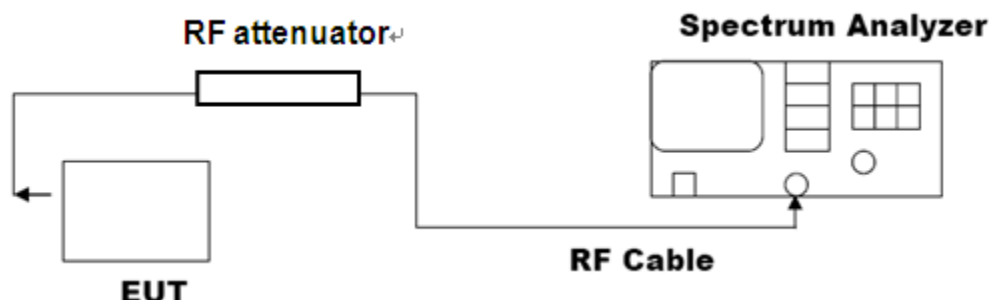 RF attenuator↵
Spectrum Analyzer
RF Cable
EUT